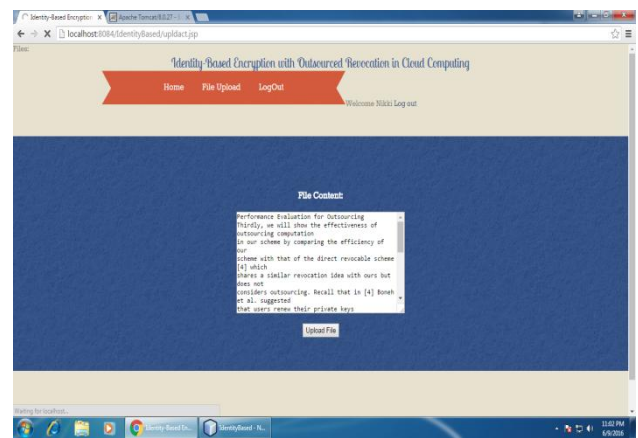 Identity-Based Encryption X Apache Tomcat/8.0.27 - X
localhost:8084/IdentityBased/upldact.jsp
Files:
Identity-Based Encryption with Outsourced Revocation in Cloud Computing
Home File Upload LogOut
Welcome Nikki Log out
File Content:
Performance Evaluation for Outsourcing
Thirdly, we will show the effectiveness of
outsourcing computation
in our scheme by comparing the efficiency of
our
scheme with that of the direct revocable scheme
[4] which
shares a similar revocation idea with ours but
does not
considers outsourcing. Recall that in [4] Boneh
et al. suggested
that users renew their private keys
Upload File
Waiting for localhost...
Identity-Based En... IdentityBased - N...
11:02 PM
6/9/2016